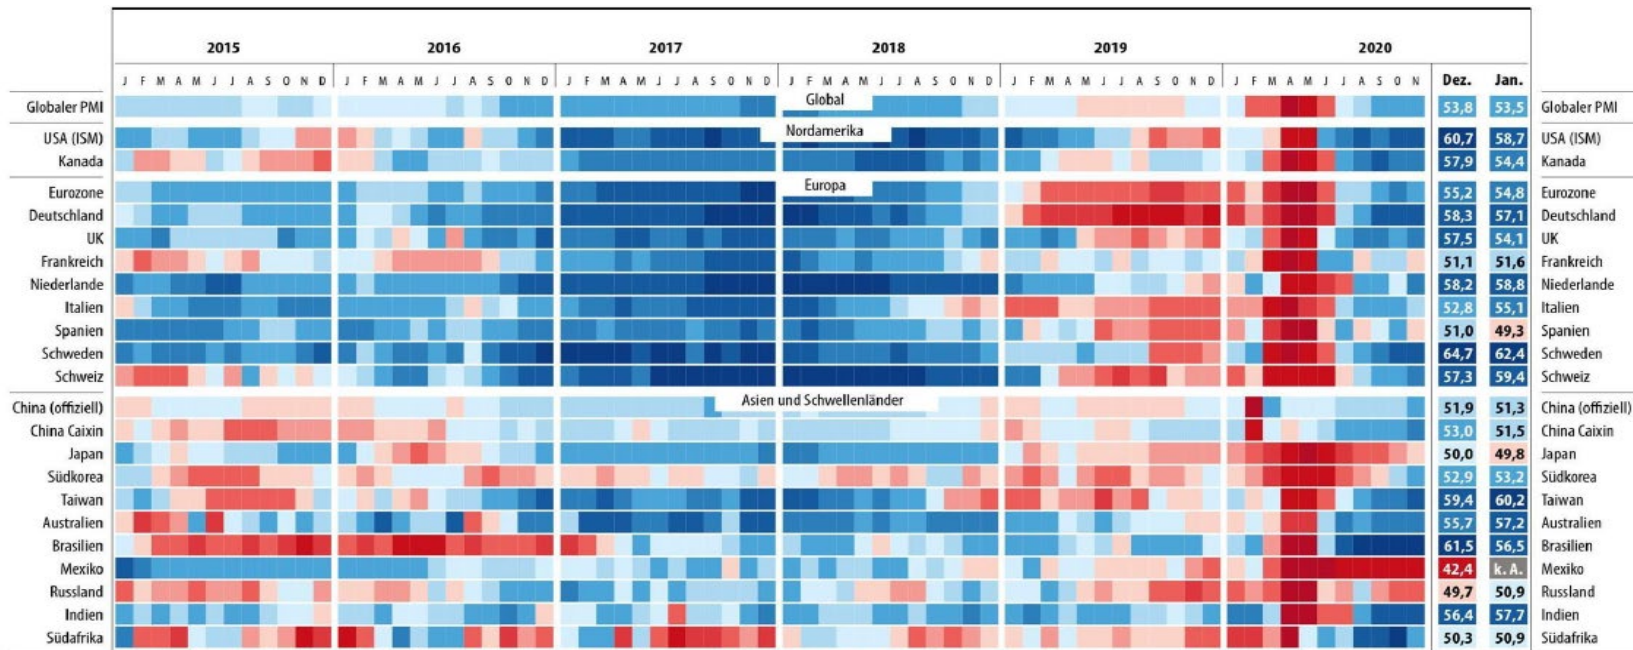 2015 2016 2017 2018 2019 2020
J F M A M J J A S O N D J F M A M J J A S O N D J F M A M J J A S O N D J F M A M J J A S O N D J F M A M J J A S O N D J F M A M J J A S O N Dez. Jan.
Globaler PMI Global 53,8 53,5 Globaler PMI
Nordamerika
USA (ISM) 60,7 58,7 USA (ISM)
Kanada 57,9 54,4 Kanada
Europa
Eurozone 55,2 54,8 Eurozone
Deutschland 58,3 57,1 Deutschland
UK 57,5 54,1 UK
Frankreich 51,1 51,6 Frankreich
Niederlande 58,2 58,8 Niederlande
Italien 52,8 55,1 Italien
Spanien 51,0 49,3 Spanien
Schweden 64,7 62,4 Schweden
Schweiz 57,3 59,4 Schweiz
Asien und Schwellenländer
China (offiziell) 51,9 51,3 China (offiziell)
China Caixin 53,0 51,5 China Caixin
Japan 50,0 49,8 Japan
Südkorea 52,9 53,2 Südkorea
Taiwan 59,4 60,2 Taiwan
Australien 55,7 57,2 Australien
Brasilien 61,5 56,5 Brasilien
Mexiko 42,4 k. A. Mexiko
Russland 49,7 50,9 Russland
Indien 56,4 57,7 Indien
Südafrika 50,3 50,9 Südafrika